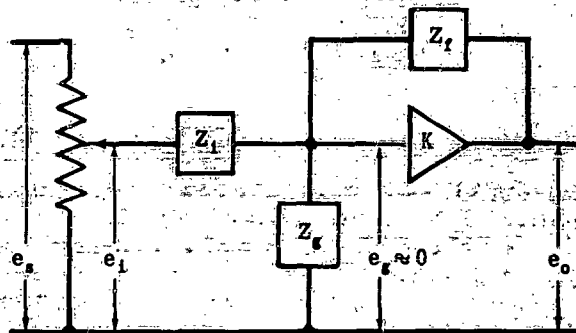 Z_f
Z_i
K
Z_g
e_s
e_i
e_g ≈ 0
e_o